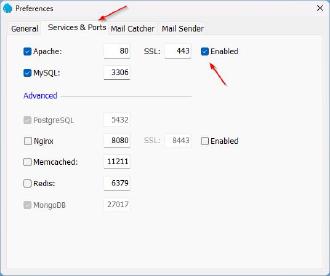 Preferences
General Services & Ports Mail Catcher Mail Sender
Apache: 80 SSL: 443 Enabled
MySQL: 3306
Advanced
PostgreSQL 5432
Nginx 8080 SSL: 8443 Enabled
Memcached: 11211
Redis: 6379
MongoDB 27017